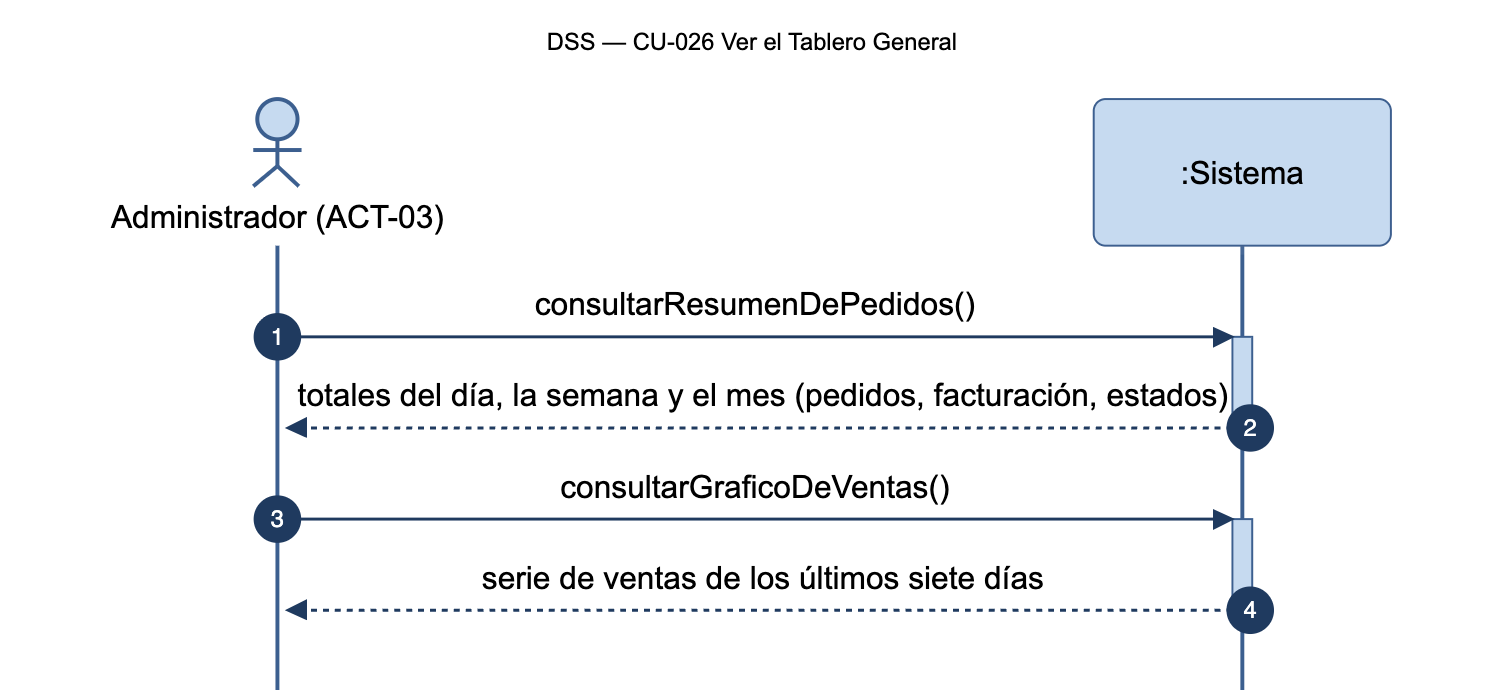 DSS — CU-026 Ver el Tablero General
Administrador (ACT-03)
:Sistema
consultarResumenDePedidos()
1
totales del día, la semana y el mes (pedidos, facturación, estados)
2
consultarGraficoDeVentas()
3
serie de ventas de los últimos siete días
4